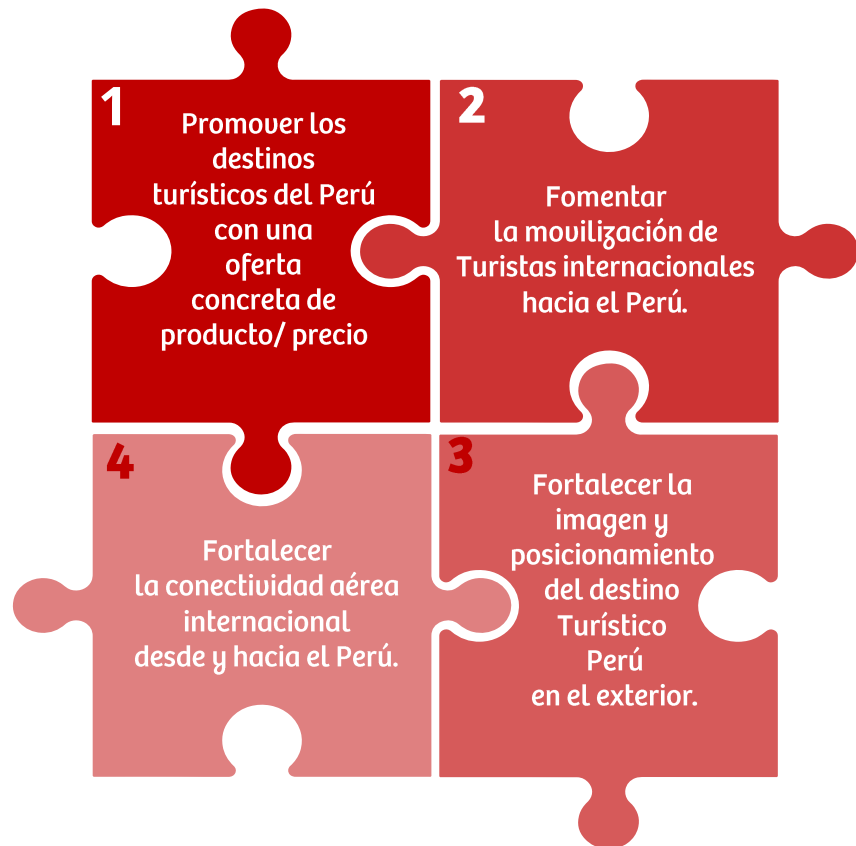 1
Promover los
destinos
turísticos del Perú
con una
oferta
concreta de
producto/ precio
2
Fomentar
la movilización de
Turistas internacionales
hacia el Perú.
3
Fortalecer la
imagen y
posicionamiento
del destino
Turístico
Perú
en el exterior.
4
Fortalecer
la conectividad aérea
internacional
desde y hacia el Perú.